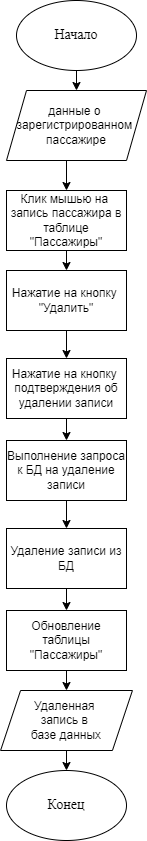 Начало
данные о
зарегистрированном
пассажире
Клик мышью на
запись пассажира в
таблице
"Пассажиры"
Нажатие на кнопку
"Удалить"
Нажатие на кнопку
подтверждения об
удалении записи
Выполнение запроса
к БД на удаление
записи
Удаление записи из
БД
Обновление
таблицы
"Пассажиры"
Удаленная
запись в
базе данных
Конец